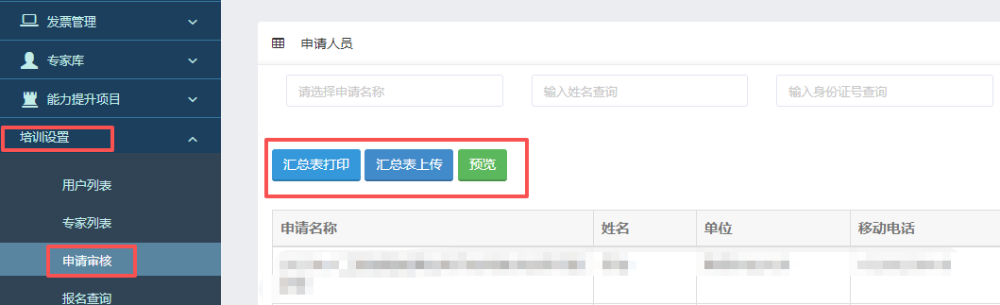 发票管理
专家库
能力提升项目
培训设置
用户列表
专家列表
申请审核
报名查询
申请人员
请选择申请名称 输入姓名查询 输入身份证号查询
汇总表打印 汇总表上传 预览
申请名称 姓名 单位 移动电话